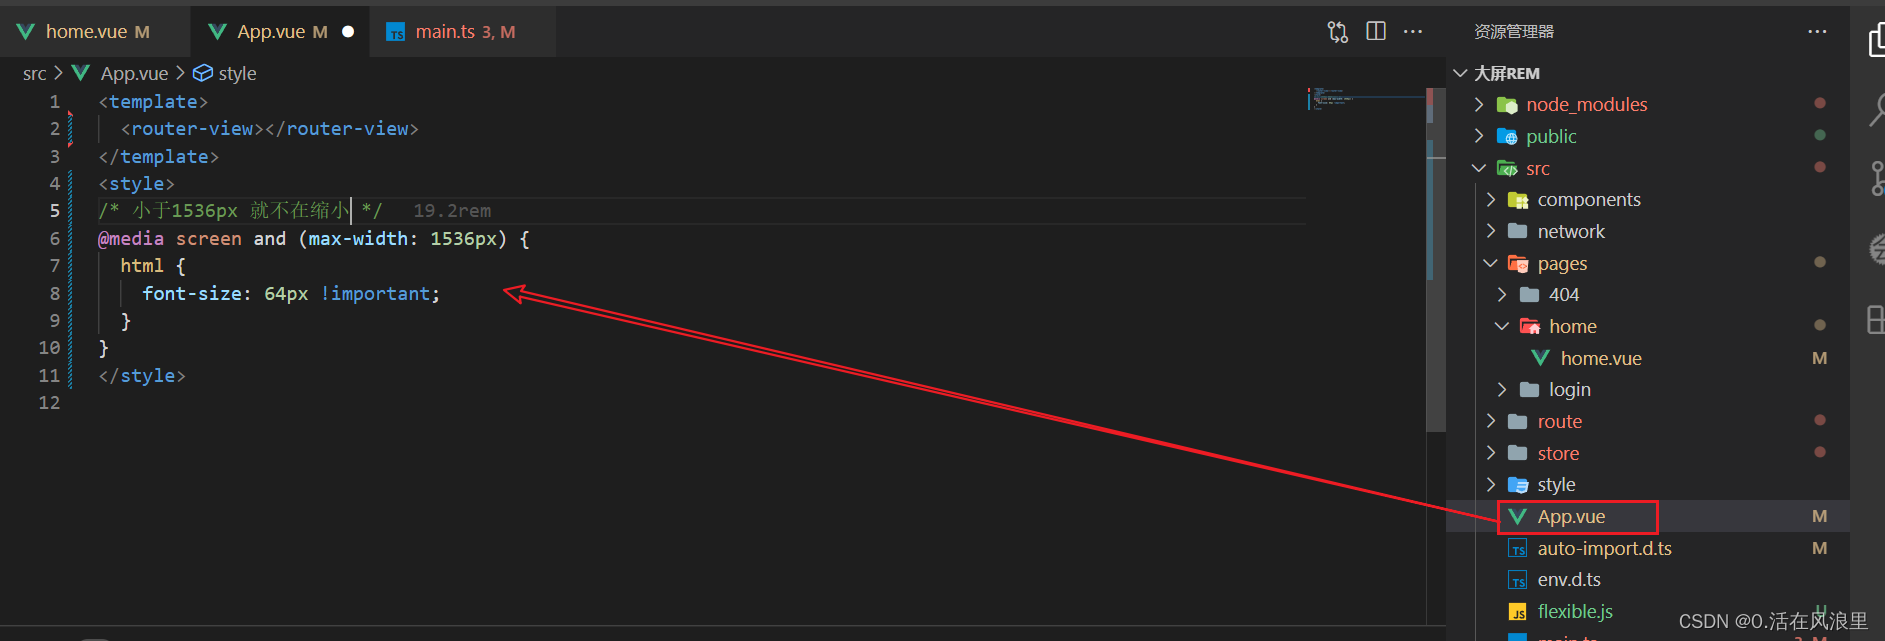 home.vue M
App.vue M
TS main.ts 3, M
src > App.vue > style
1 <template>
2 <router-view></router-view>
3 </template>
4 <style>
5 /* 小于1536px 就不在缩小 */ 19.2rem
6 @media screen and (max-width: 1536px) {
7 html {
8 font-size: 64px !important;
9 }
10 }
11 </style>
12
资源管理器
大屏REM
node_modules
public
src
components
network
pages
404
home
home.vue M
login
route
store
style
App.vue M
TS auto-import.d.ts M
TS env.d.ts
JS flexible.js U
CSDN @0.活在风浪里